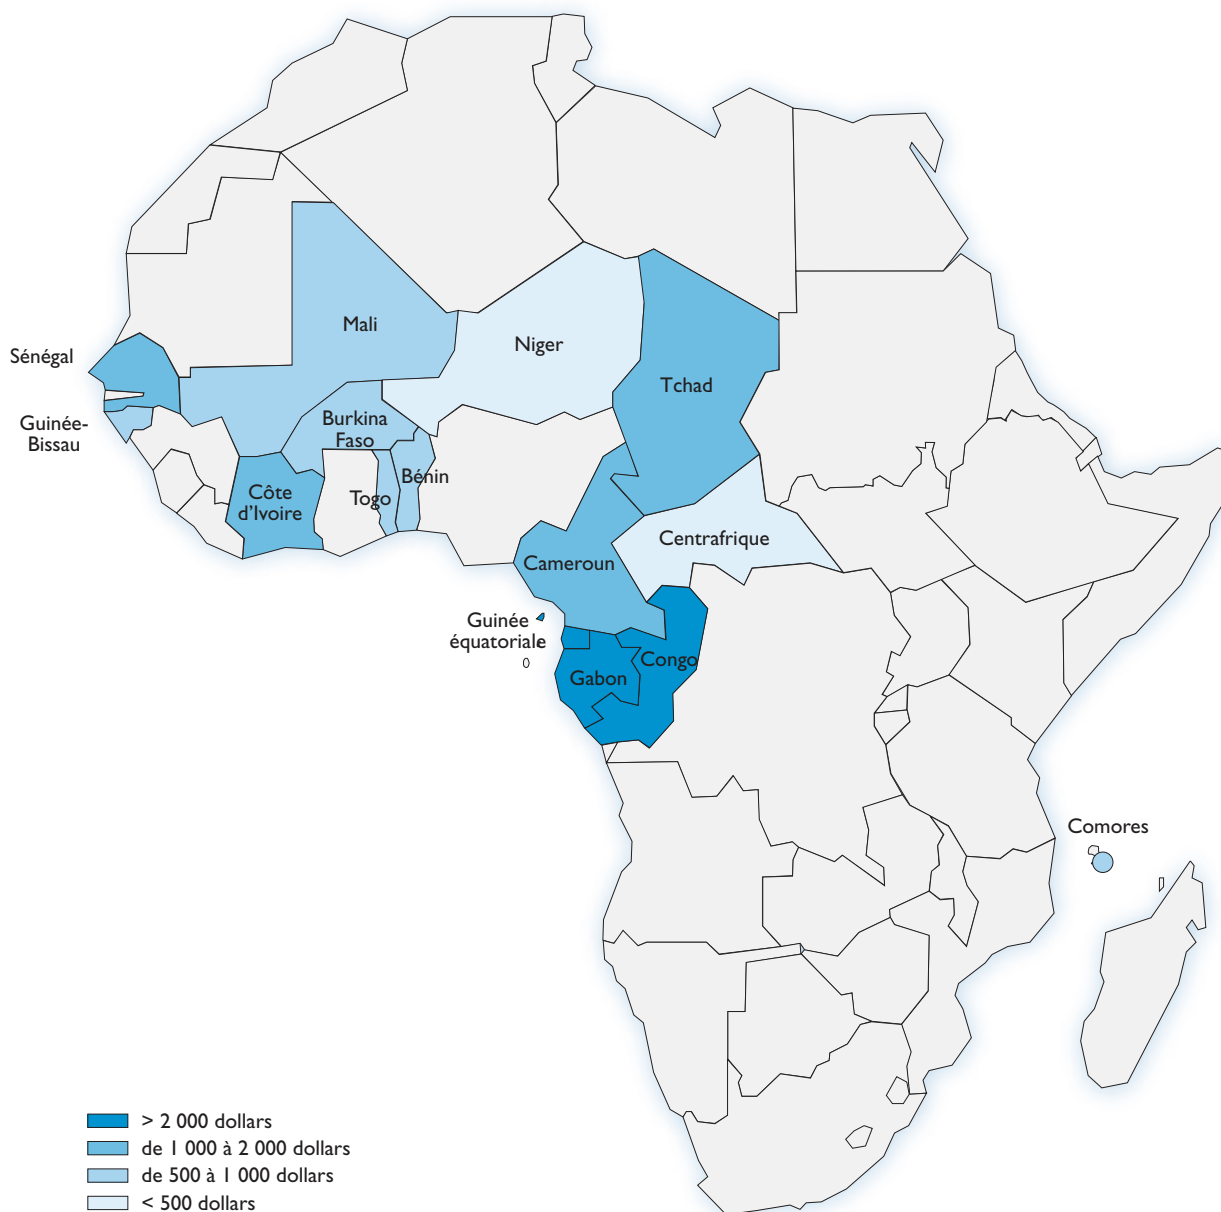 Mali
Niger
Sénégal
Tchad
Guinée-
Bissau
Burkina
Faso
Bénin
Côte
d'Ivoire
Togo
Centrafrique
Cameroun
Guinée
équatoriale
Congo
Gabon
Comores
> 2 000 dollars
de 1 000 à 2 000 dollars
de 500 à 1 000 dollars
< 500 dollars